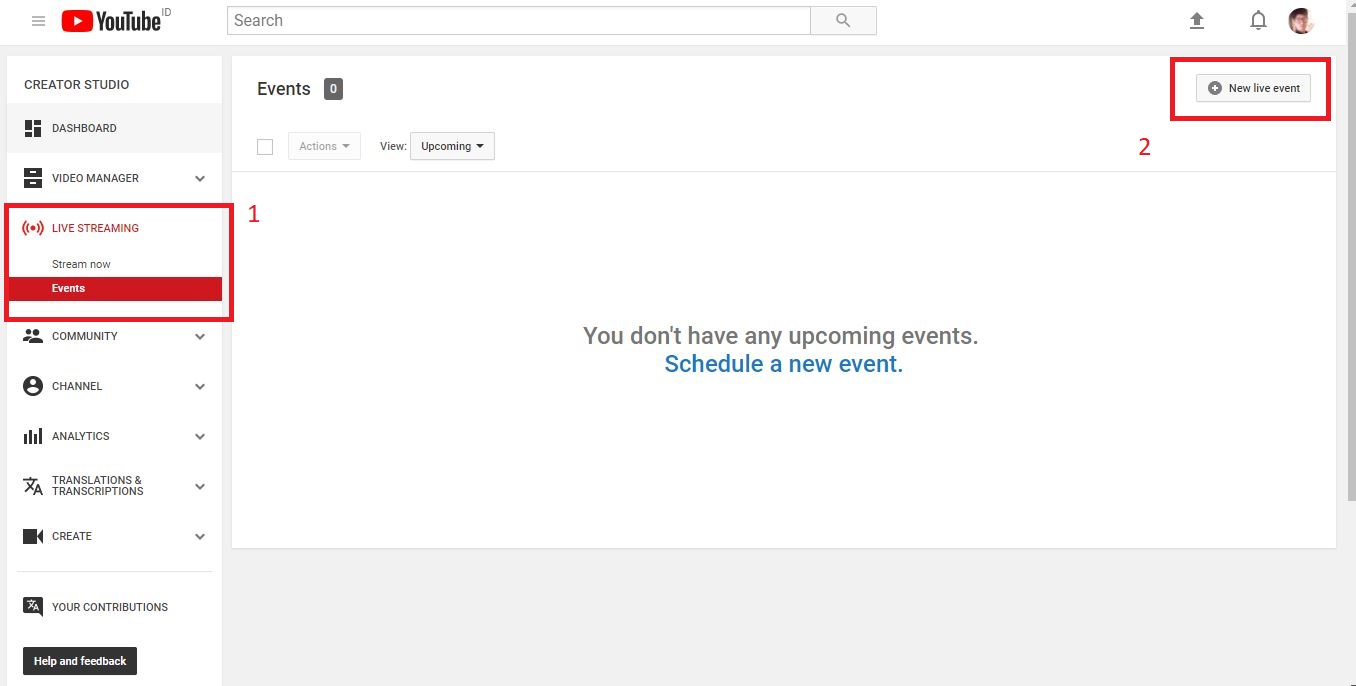 YouTube ID
Search
CREATOR STUDIO
DASHBOARD
VIDEO MANAGER
LIVE STREAMING
Stream now
Events
COMMUNITY
CHANNEL
ANALYTICS
TRANSLATIONS &
TRANSCRIPTIONS
CREATE
YOUR CONTRIBUTIONS
Help and feedback
1
Events 0
New live event
2
Actions View: Upcoming
You don't have any upcoming events.
Schedule a new event.